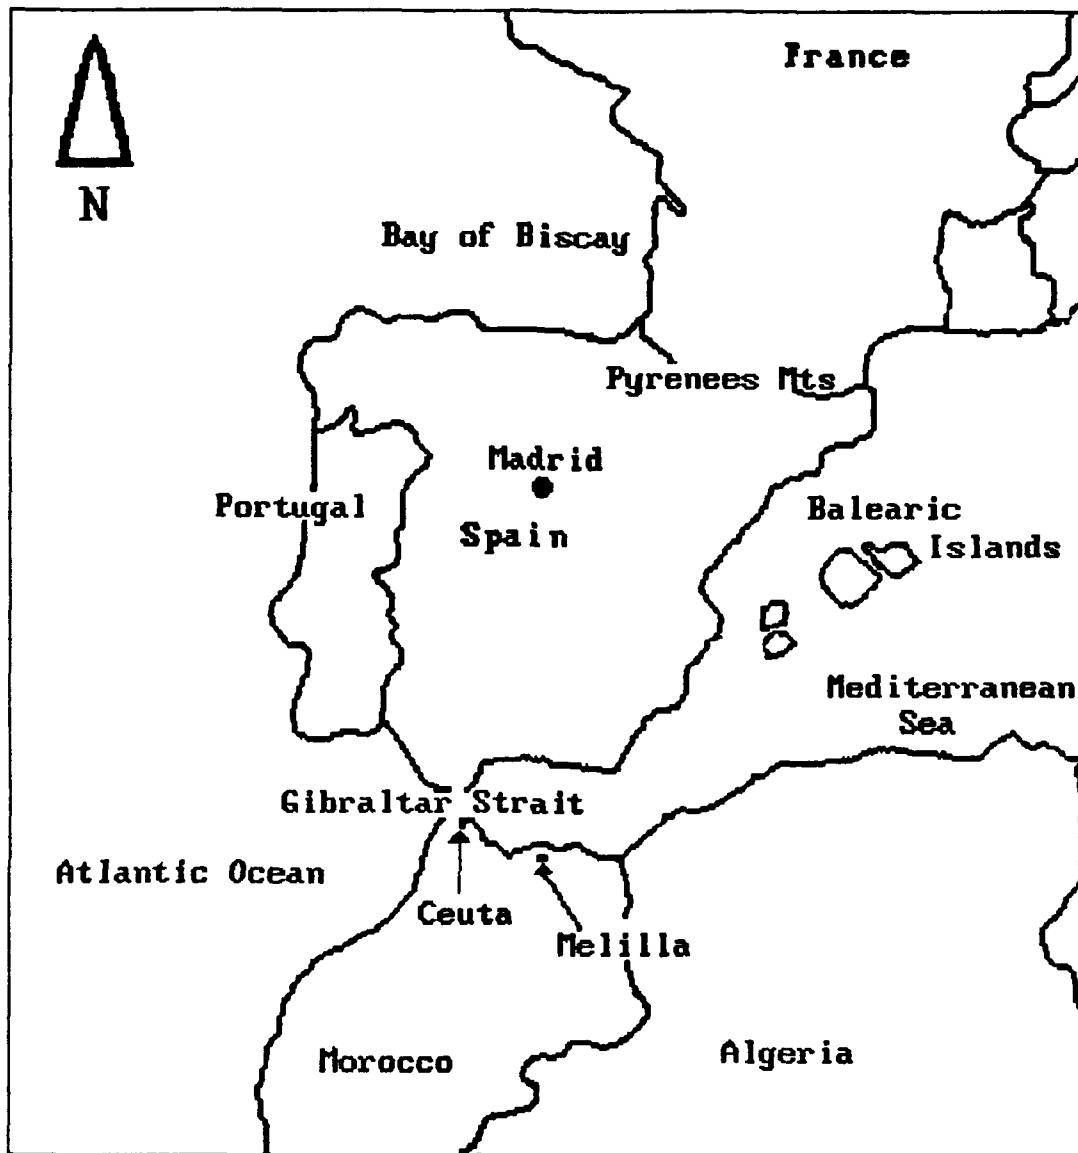 France
N
Bay of Biscay
Pyrenees Mts
Madrid
Portugal
Spain
Balearic
Islands
Mediterranean
Sea
Gibraltar Strait
Atlantic Ocean
Ceuta
Melilla
Morocco
Algeria